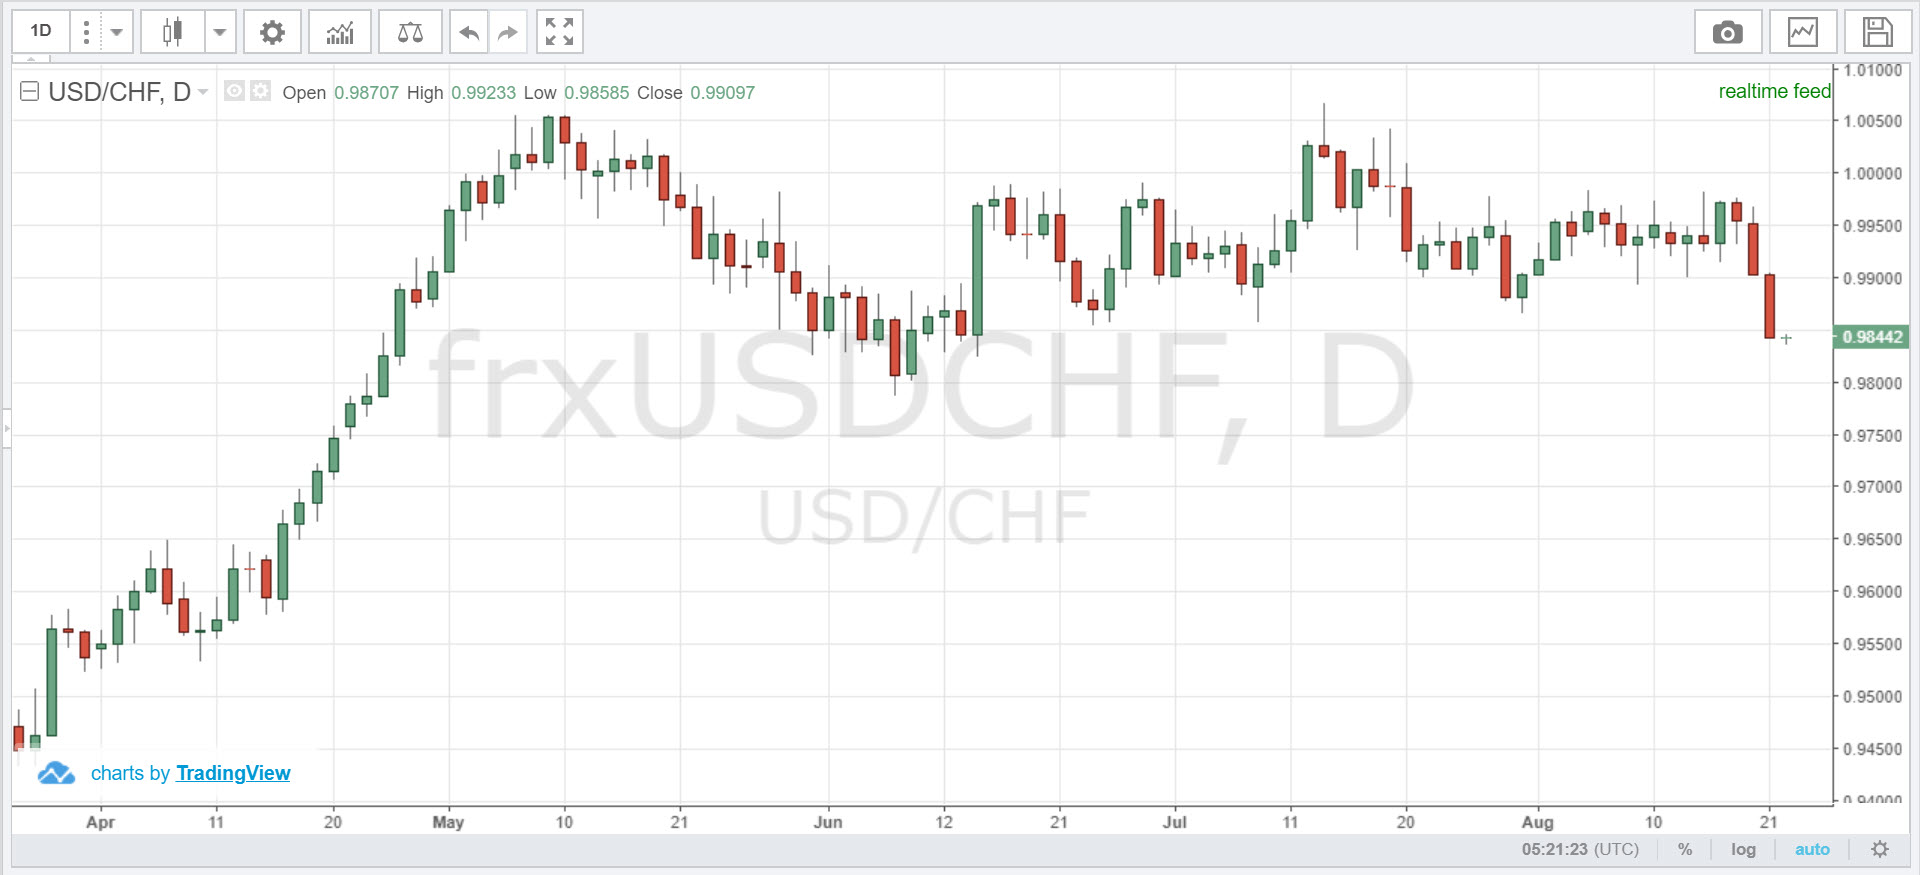 1D
USD/CHF, D Open 0.98707 High 0.99233 Low 0.98585 Close 0.99097
realtime feed
1.01000
1.00500
1.00000
0.99500
0.99000
0.98442
0.98000
0.97500
0.97000
0.96500
0.96000
0.95500
0.95000
0.94500
0.94000
frxUSDCHF, D
USD/CHF
charts by TradingView
Apr 11 20 May 10 21 Jun 12 21 Jul 11 20 Aug 10 21
05:21:23 (UTC) % log auto